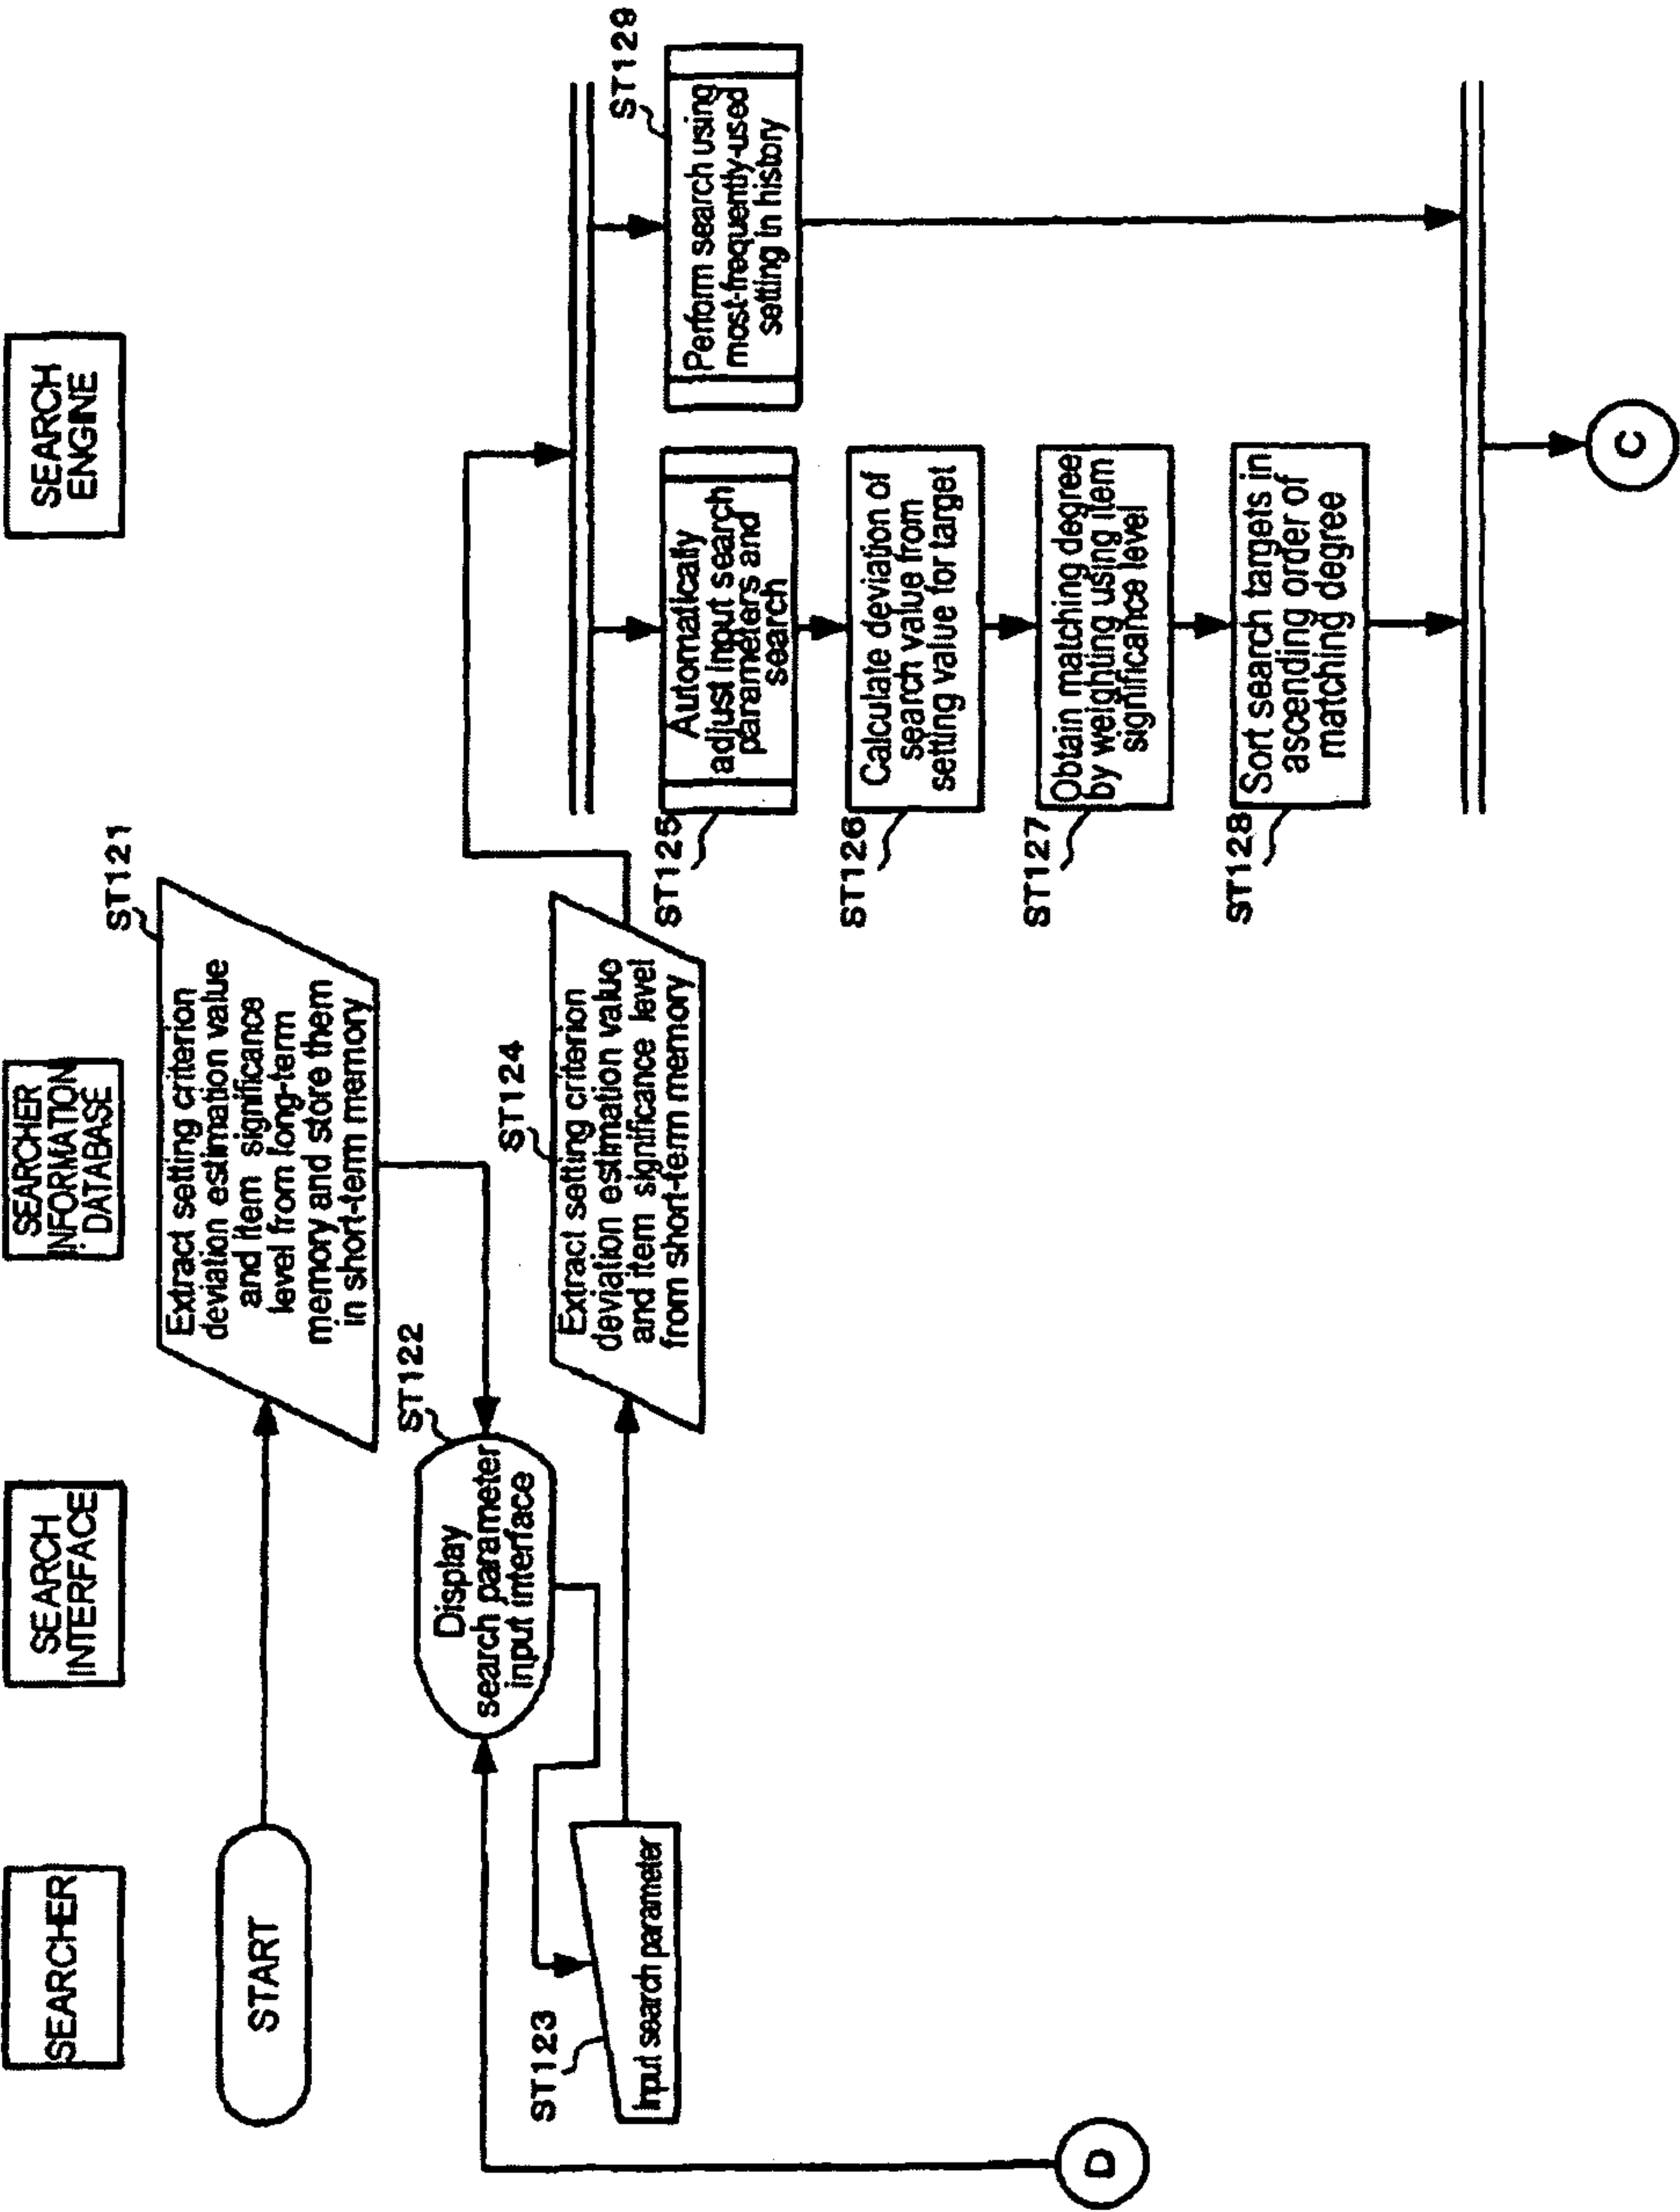 SEARCHER
SEARCH
INTERFACE
SEARCHER
INFORMATION
DATABASE
SEARCH
ENGINE
START
ST121
Extract setting criterion
deviation estimation value
and item significance
level from long-term
memory and store them
in short-term memory
ST122
Display
search parameter
input interface
ST123
Input search parameter
ST124
Extract setting criterion
deviation estimation value
and item significance level
from short-term memory
ST125
Automatically
adjust input search
parameters and
search
ST129
Perform search using
most-frequently-used
setting in history
ST126
Calculate deviation of
search value from
setting value for target
ST127
Obtain matching degree
by weighting using item
significance level
ST128
Sort search targets in
ascending order of
matching degree
D
C